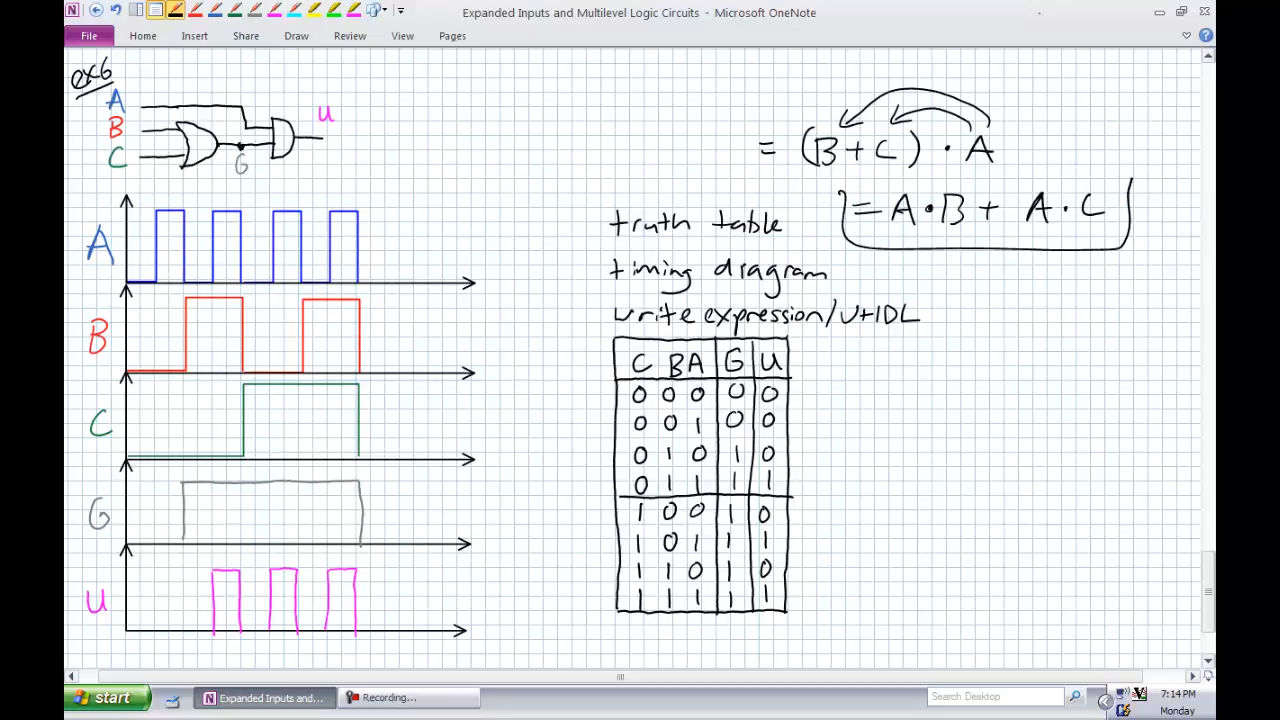 Expanded Inputs and Multilevel Logic Circuits - Microsoft OneNote
File Home Insert Share Draw Review View Pages
ex6
A
B
C
G
U
= (B + C) · A
= A·B + A·C
truth table
timing diagram
write expression/U+IDL
A
B
C
G
U
C B A G U
0 0 0 0 0
0 0 1 0 0
0 1 0 1 0
0 1 1 1 1
1 0 0 1 0
1 0 1 1 1
1 1 0 1 0
1 1 1 1 1
start
Expanded Inputs and...
Recording...
Search Desktop
7:14 PM
Monday